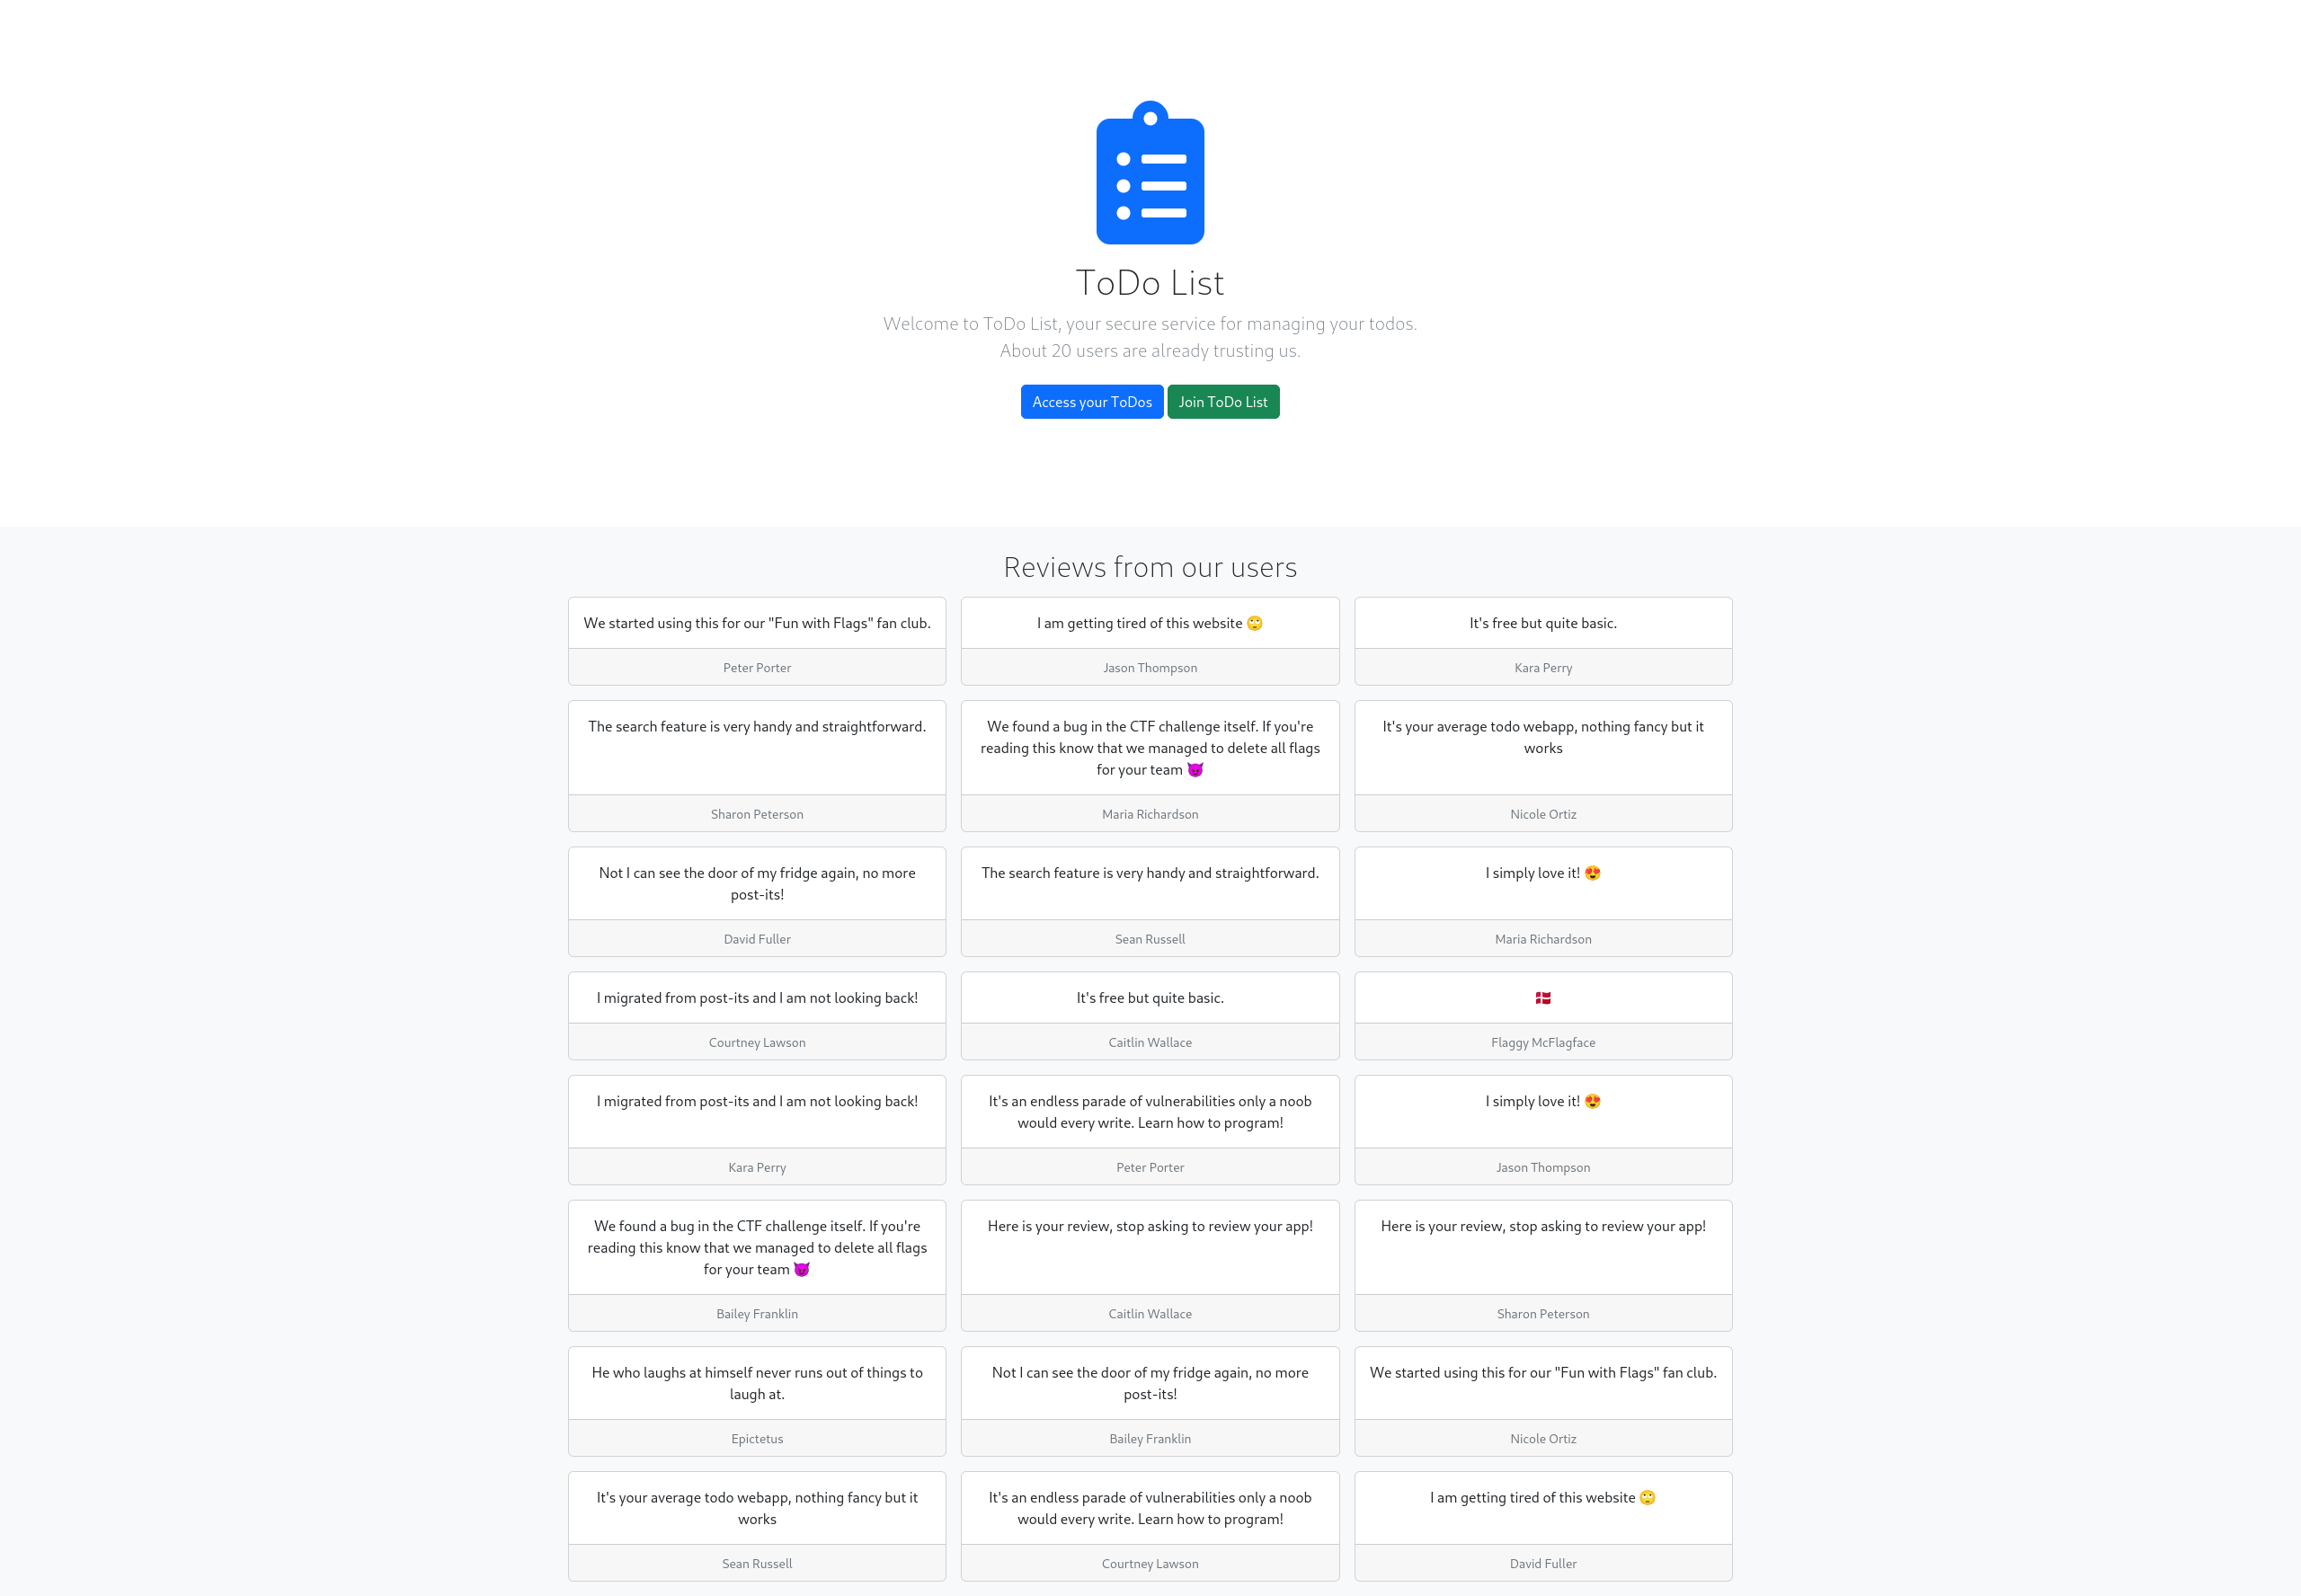 ToDo List
Welcome to ToDo List, your secure service for managing your todos.
About 20 users are already trusting us.
Access your ToDos
Join ToDo List
Reviews from our users
We started using this for our "Fun with Flags" fan club.
Peter Porter
I am getting tired of this website 🙄
Jason Thompson
It's free but quite basic.
Kara Perry
The search feature is very handy and straightforward.
Sharon Peterson
We found a bug in the CTF challenge itself. If you're
reading this know that we managed to delete all flags
for your team 😈
Maria Richardson
It's your average todo webapp, nothing fancy but it
works
Nicole Ortiz
Not I can see the door of my fridge again, no more
post-its!
David Fuller
The search feature is very handy and straightforward.
Sean Russell
I simply love it! 😍
Maria Richardson
I migrated from post-its and I am not looking back!
Courtney Lawson
It's free but quite basic.
Caitlin Wallace
🇩🇰
Flaggy McFlagface
I migrated from post-its and I am not looking back!
Kara Perry
It's an endless parade of vulnerabilities only a noob
would every write. Learn how to program!
Peter Porter
I simply love it! 😍
Jason Thompson
We found a bug in the CTF challenge itself. If you're
reading this know that we managed to delete all flags
for your team 😈
Bailey Franklin
Here is your review, stop asking to review your app!
Caitlin Wallace
Here is your review, stop asking to review your app!
Sharon Peterson
He who laughs at himself never runs out of things to
laugh at.
Epictetus
Not I can see the door of my fridge again, no more
post-its!
Bailey Franklin
We started using this for our "Fun with Flags" fan club.
Nicole Ortiz
It's your average todo webapp, nothing fancy but it
works
Sean Russell
It's an endless parade of vulnerabilities only a noob
would every write. Learn how to program!
Courtney Lawson
I am getting tired of this website 🙄
David Fuller